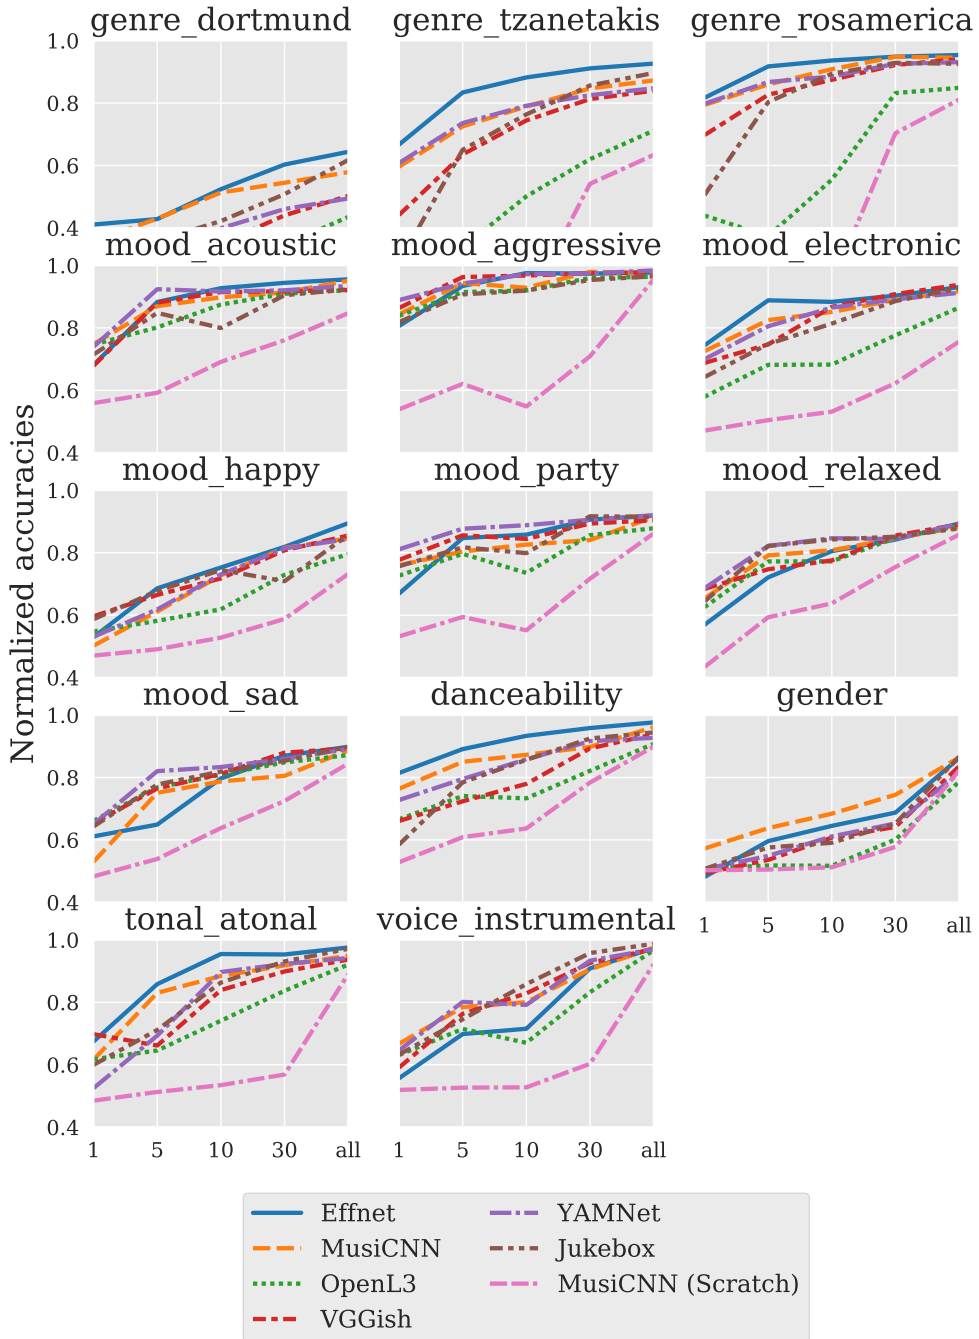 genre_dortmund genre_tzanetakis genre_rosamerica
1.0
0.8
0.6
0.4
mood_acoustic mood_aggressive mood_electronic
1.0
0.8
0.6
0.4
mood_happy mood_party mood_relaxed
1.0
0.8
0.6
0.4
Normalized accuracies
mood_sad danceability gender
1.0
0.8
0.6
0.4
1 5 10 30 all
tonal_atonal voice_instrumental
1.0
0.8
0.6
0.4
1 5 10 30 all 1 5 10 30 all
Effnet YAMNet
MusiCNN Jukebox
OpenL3 MusiCNN (Scratch)
VGGish